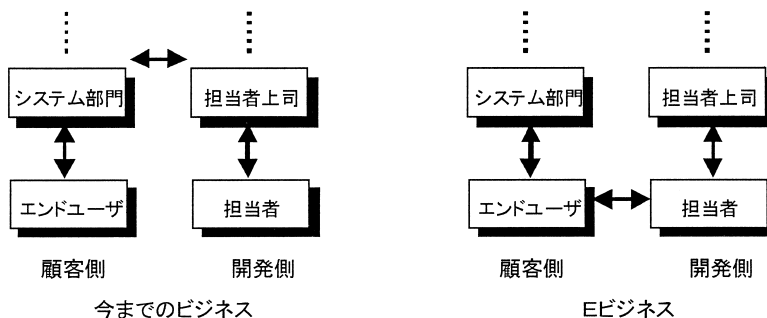 システム部門
担当者上司
エンドユーザ
担当者
顧客側
開発側
今までのビジネス
システム部門
担当者上司
エンドユーザ
担当者
顧客側
開発側
Eビジネス